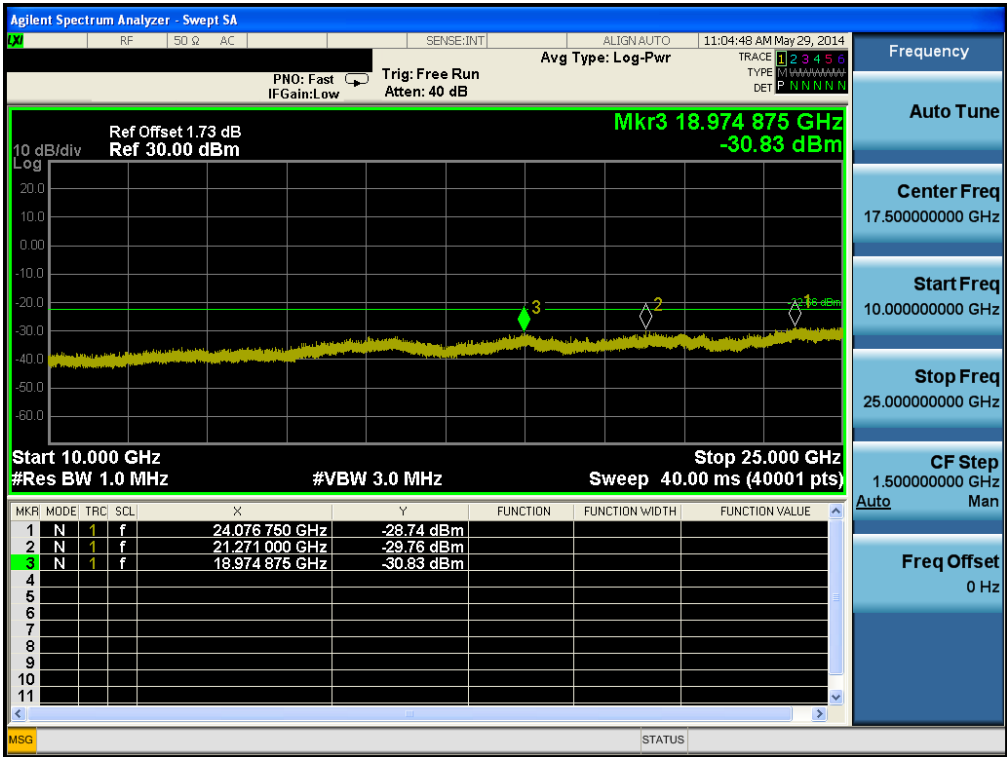 Agilent Spectrum Analyzer - Swept SA
LXI RF 50 Ω AC SENSE:INT ALIGN AUTO 11:04:48 AM May 29, 2014
Frequency
Avg Type: Log-Pwr
TRACE 1 2 3 4 5 6
PNO: Fast Trig: Free Run
TYPE M WWWWW
IFGain:Low Atten: 40 dB
DET P N N N N N
Auto Tune
Mkr3 18.974 875 GHz
-30.83 dBm
Ref Offset 1.73 dB
10 dB/div Ref 30.00 dBm
Log
20.0
10.0
0.00
-10.0
-20.0
-30.0
-40.0
-50.0
-60.0
3
2
1
-22.66 dBm
Start 10.000 GHz Stop 25.000 GHz
#Res BW 1.0 MHz #VBW 3.0 MHz Sweep 40.00 ms (40001 pts)
MKR MODE TRC SCL X Y FUNCTION FUNCTION WIDTH FUNCTION VALUE
1 N 1 f 24.076 750 GHz -28.74 dBm
2 N 1 f 21.271 000 GHz -29.76 dBm
3 N 1 f 18.974 875 GHz -30.83 dBm
4
5
6
7
8
9
10
11
Center Freq
17.500000000 GHz
Start Freq
10.000000000 GHz
Stop Freq
25.000000000 GHz
CF Step
1.500000000 GHz
Auto Man
Freq Offset
0 Hz
MSG STATUS